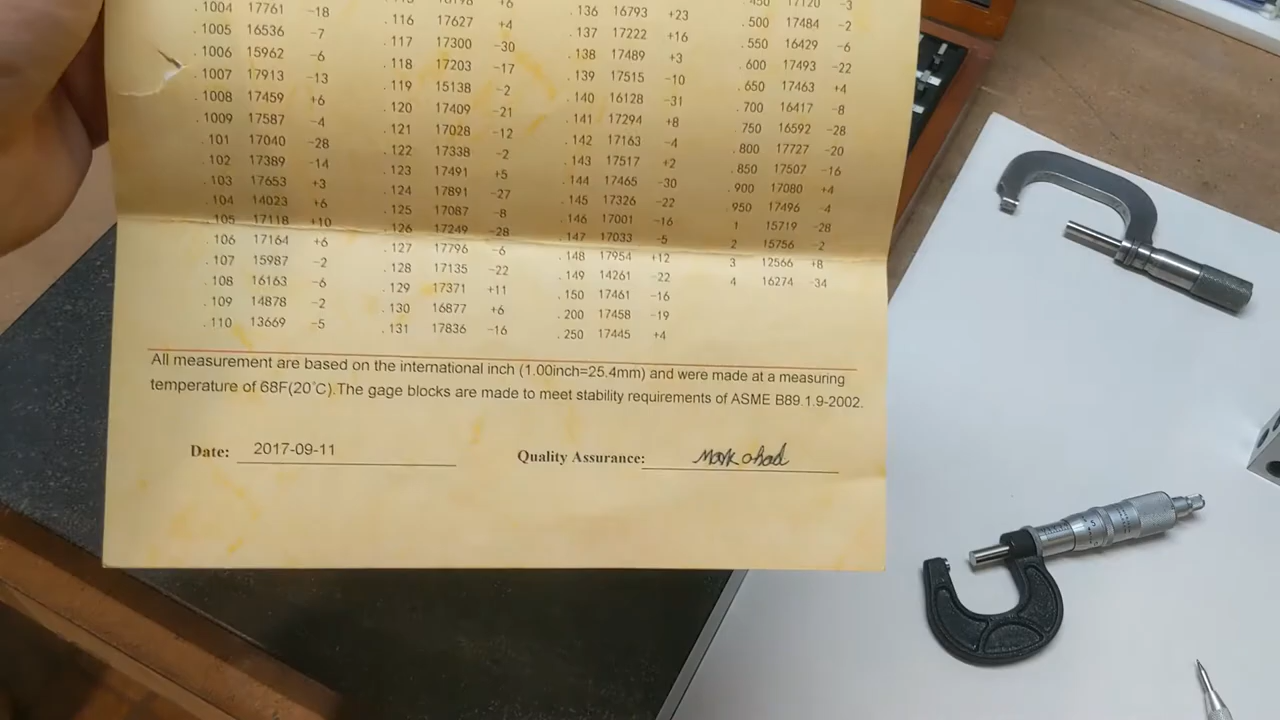 17120 -3
.136 16793 +23 .500 17484 -2
.1004 17761 -18 .116 17627 +4 .137 17222 +16 .550 16429 -6
.1005 16536 -7 .117 17300 -30 .138 17489 +3 .600 17493 -22
.1006 15962 -6 .118 17203 -17 .139 17515 -10 .650 17463 +4
.1007 17913 -13 .119 15138 -2 .140 16128 -31 .700 16417 -8
.1008 17459 +6 .120 17409 -21 .141 17294 +8 .750 16592 -28
.1009 17587 -4 .121 17028 -12 .142 17163 -4 .800 17727 -20
.101 17040 -28 .122 17338 -2 .143 17517 +2 .850 17507 -16
.102 17389 -14 .123 17491 +5 .144 17465 -30 .900 17080 +4
.103 17653 +3 .124 17891 -27 .145 17326 -22 .950 17496 -4
.104 14023 +6 .125 17087 -8 .146 17001 -16 1 15719 -28
.105 17118 +10 .126 17249 -28 .147 17033 -5 2 15756 -2
.106 17164 +6 .127 17796 -6 .148 17954 +12 3 12566 +8
.107 15987 -2 .128 17135 -22 .149 14261 -22 4 16274 -34
.108 16163 -6 .129 17371 +11 .150 17461 -16
.109 14878 -2 .130 16877 +6 .200 17458 -19
.110 13669 -5 .131 17836 -16 .250 17445 +4
All measurement are based on the international inch (1.00inch=25.4mm) and were made at a measuring
temperature of 68F(20°C).The gage blocks are made to meet stability requirements of ASME B89.1.9-2002.
Date: 2017-09-11 Quality Assurance: